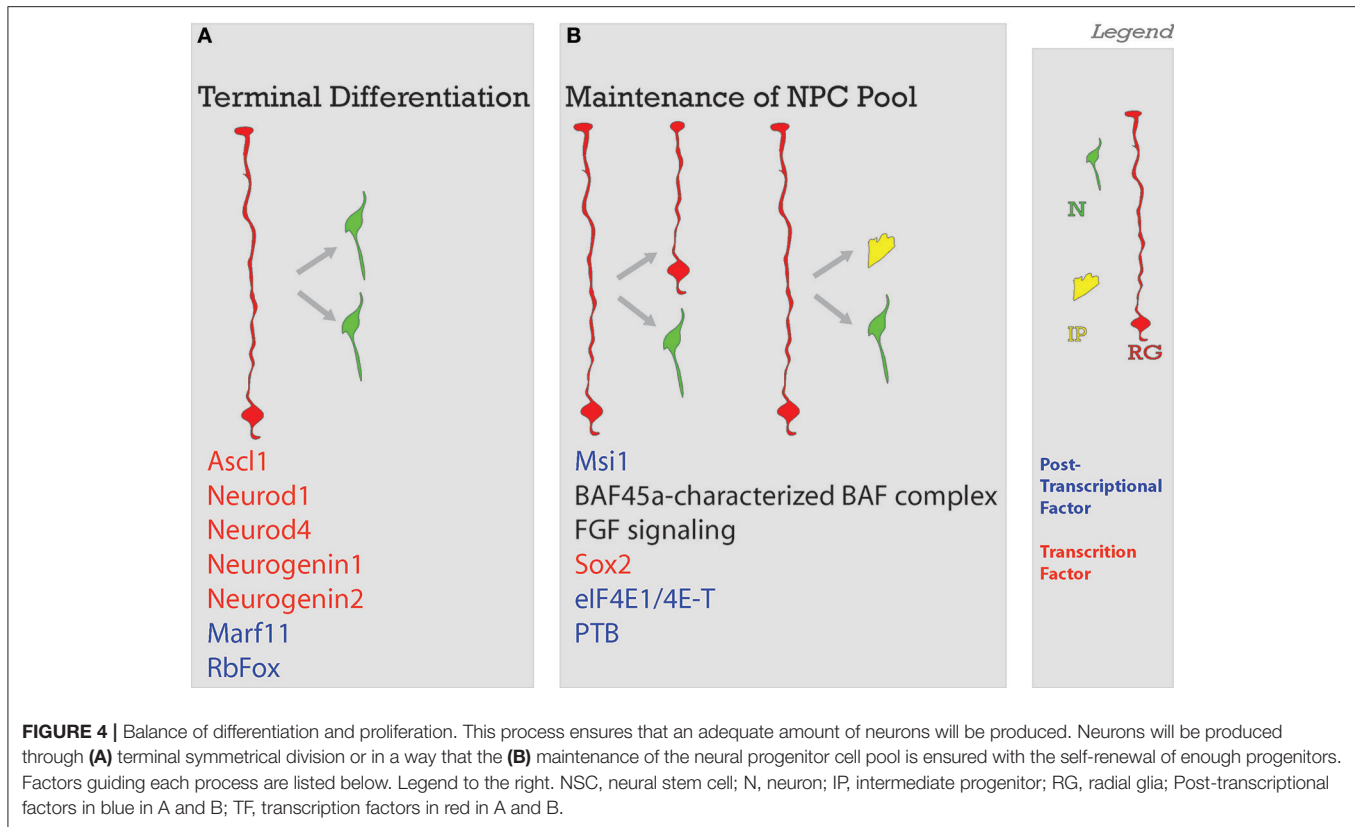 A
Terminal Differentiation
Ascl1
Neurod1
Neurod4
Neurogenin1
Neurogenin2
Marf11
RbFox
B
Maintenance of NPC Pool
Msi1
BAF45a-characterized BAF complex
FGF signaling
Sox2
eIF4E1/4E-T
PTB
Legend
N
IP
RG
Post-
Transcriptional
Factor
Transcrition
Factor
FIGURE 4 | Balance of differentiation and proliferation. This process ensures that an adequate amount of neurons will be produced. Neurons will be produced
through (A) terminal symmetrical division or in a way that the (B) maintenance of the neural progenitor cell pool is ensured with the self-renewal of enough progenitors.
Factors guiding each process are listed below. Legend to the right. NSC, neural stem cell; N, neuron; IP, intermediate progenitor; RG, radial glia; Post-transcriptional
factors in blue in A and B; TF, transcription factors in red in A and B.